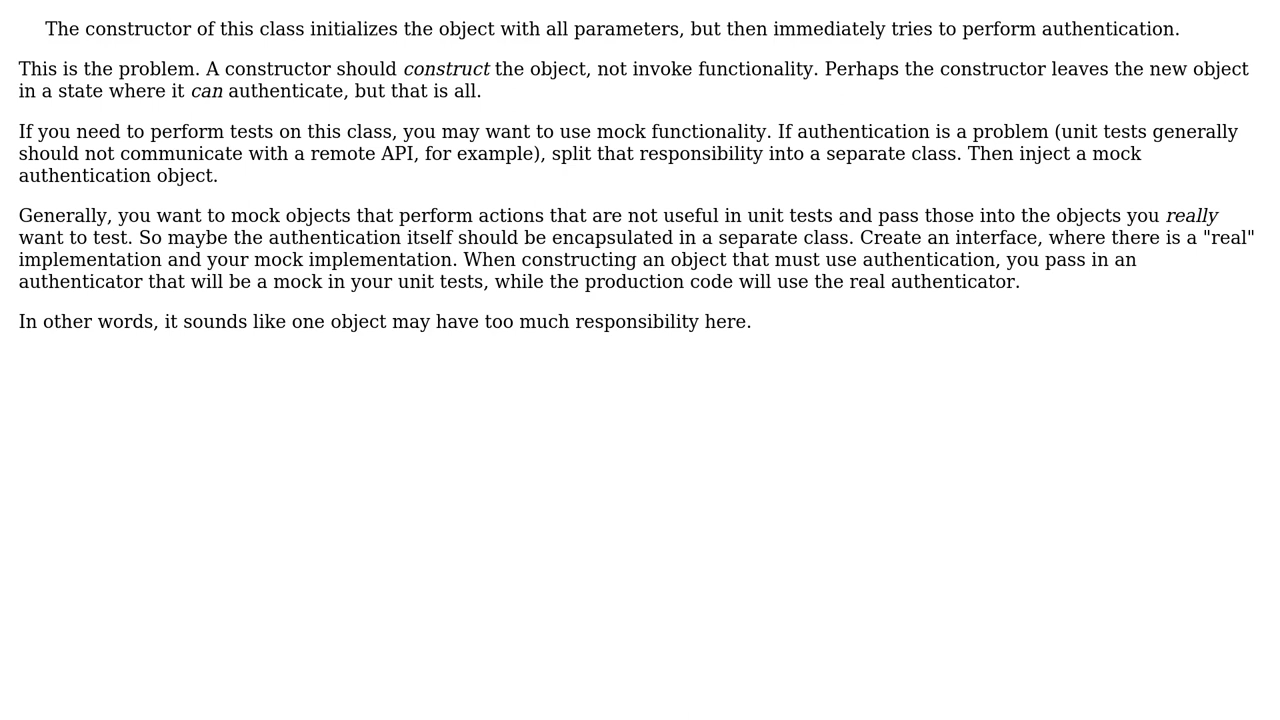 The constructor of this class initializes the object with all parameters, but then immediately tries to perform authentication.
This is the problem. A constructor should construct the object, not invoke functionality. Perhaps the constructor leaves the new object
in a state where it can authenticate, but that is all.
If you need to perform tests on this class, you may want to use mock functionality. If authentication is a problem (unit tests generally
should not communicate with a remote API, for example), split that responsibility into a separate class. Then inject a mock
authentication object.
Generally, you want to mock objects that perform actions that are not useful in unit tests and pass those into the objects you really
want to test. So maybe the authentication itself should be encapsulated in a separate class. Create an interface, where there is a "real"
implementation and your mock implementation. When constructing an object that must use authentication, you pass in an
authenticator that will be a mock in your unit tests, while the production code will use the real authenticator.
In other words, it sounds like one object may have too much responsibility here.